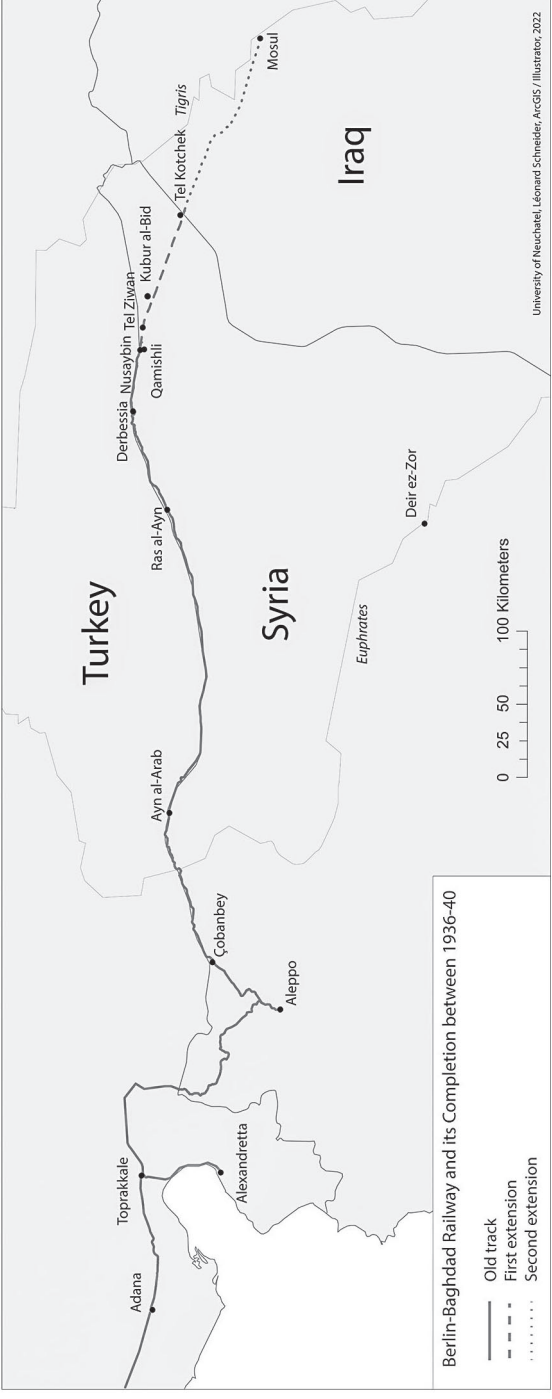 Turkey
Syria
Iraq
Adana
Toprakkale
Alexandretta
Aleppo
Çobanbey
Ayn al-Arab
Ras al-Ayn
Derbessia
Nusaybin
Qamishli
Tel Ziwan
Kubur al-Bid
Tel Kotchek
Tigris
Mosul
Euphrates
Deir ez-Zor
0 25 50 100 Kilometers
Berlin-Baghdad Railway and its Completion between 1936-40
Old track
First extension
Second extension
University of Neuchatel, Léonard Schneider, ArcGIS / Illustrator, 2022